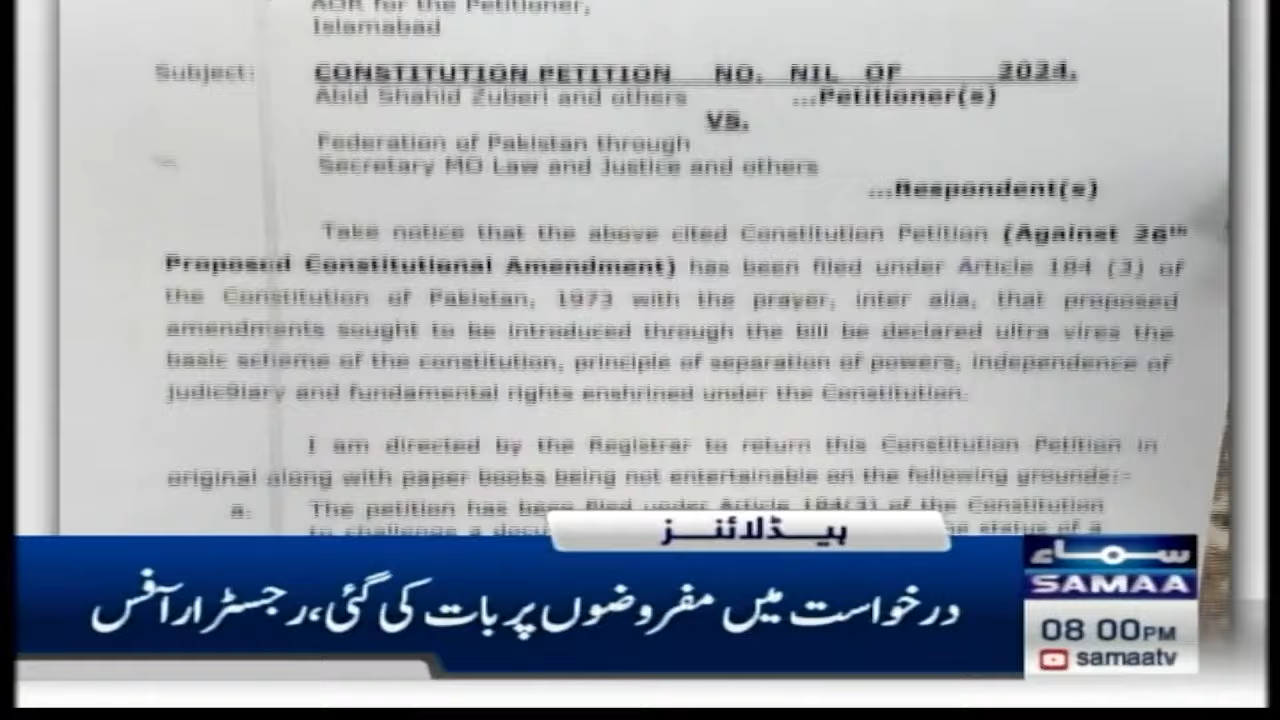 AOR for the Petitioner,
Islamabad
Subject: CONSTITUTION PETITION NO. NIL OF 2024.
Abid Shahid Zuberi and others ...Petitioner(s)
VS.
Federation of Pakistan through
Secretary MO Law and Justice and others
...Respondent(s)
Take notice that the above cited Constitution Petition (Against 26th
Proposed Constitutional Amendment) has been filed under Article 184 (3) of
the Constitution of Pakistan, 1973 with the prayer, inter alia, that proposed
amendments sought to be introduced through the bill be declared ultra vires the
basic scheme of the constitution, principle of separation of powers, independence of
judic9iary and fundamental rights enshrined under the Constitution.
I am directed by the Registrar to return this Constitution Petition in
original along with paper books being not entertainable on the following grounds:-
a. The petition has been filed under Article 184(3) of the Constitution
to challenge a status of a
ہیڈلائنز
درخواست میں مفروضوں پر بات کی گئی، رجسٹرار آفس
سماء
SAMAA
08 00PM
samaatv